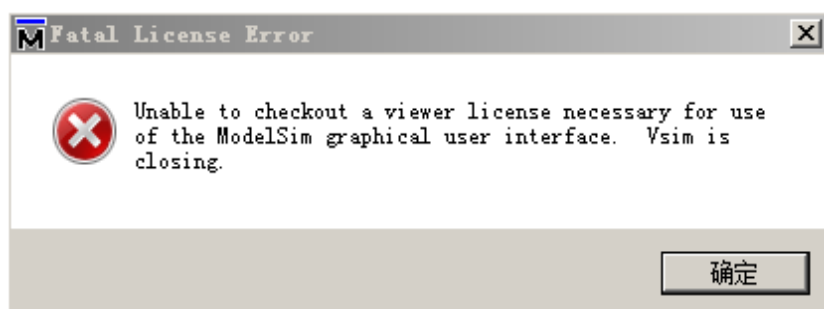 Fatal License Error
Unable to checkout a viewer license necessary for use
of the ModelSim graphical user interface.  Vsim is
closing.
确定